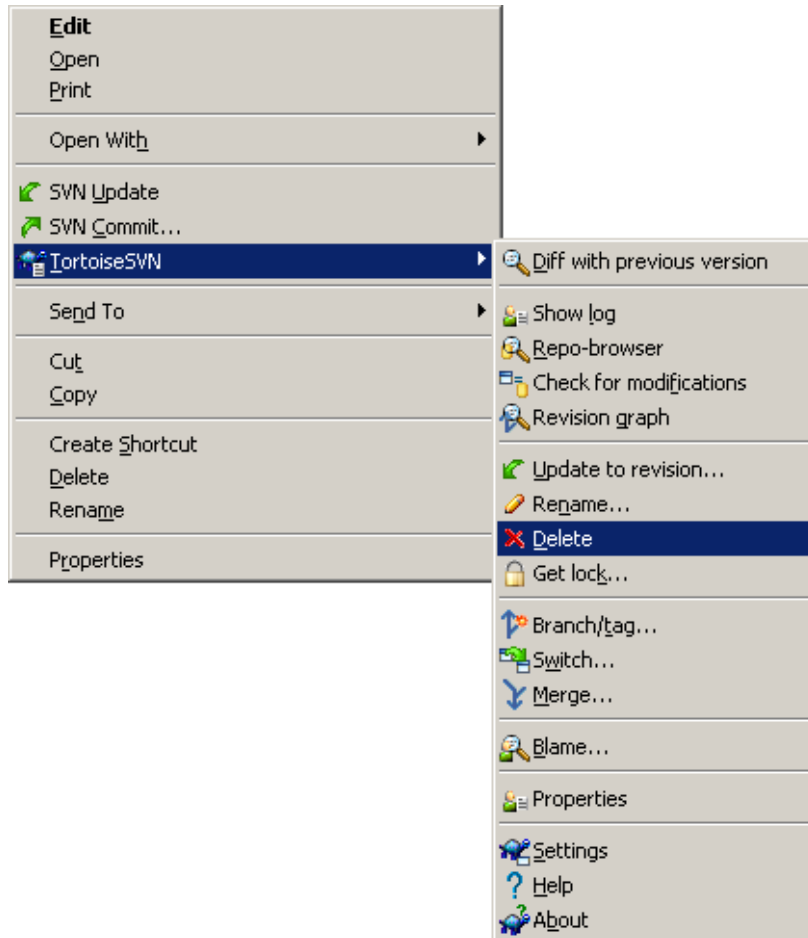 Edit
Open
Print
Open With
SVN Update
SVN Commit...
TortoiseSVN
Send To
Cut
Copy
Create Shortcut
Delete
Rename
Properties
Diff with previous version
Show log
Repo-browser
Check for modifications
Revision graph
Update to revision...
Rename...
Delete
Get lock...
Branch/tag...
Switch...
Merge...
Blame...
Properties
Settings
Help
About